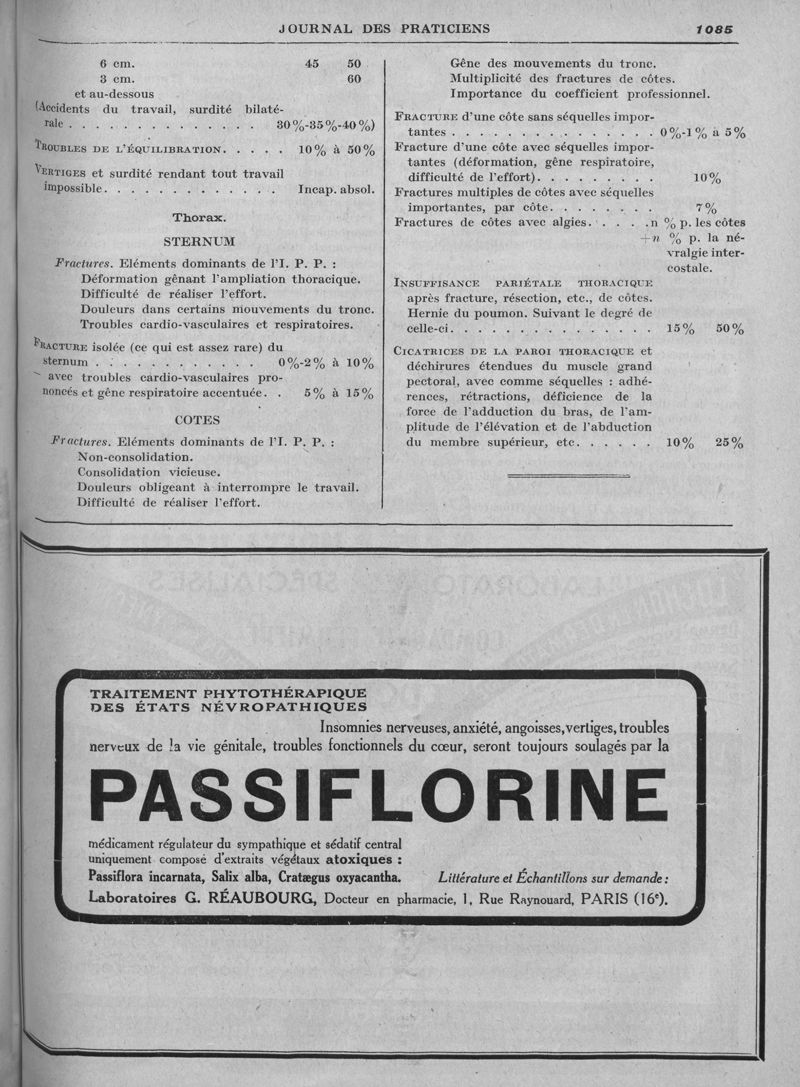 JOURNAL DES PRATICIENS 1085
6 cm. 45 50
3 cm. 60
et au-dessous
(Accidents du travail, surdité bilaté-
rale . . . . . . . . . . . . . . 30%-35%-40%)
TROUBLES DE L'ÉQUILIBRATION. . . . . 10% à 50%
VERTIGES et surdité rendant tout travail
impossible. . . . . . . . . . . . . Incap. absol.
Thorax.
STERNUM
Fractures. Eléments dominants de l'I. P. P. :
Déformation gênant l'ampliation thoracique.
Difficulté de réaliser l'effort.
Douleurs dans certains mouvements du tronc.
Troubles cardio-vasculaires et respiratoires.
FRACTURE isolée (ce qui est assez rare) du
sternum . . . . . . . . . . . . 0%-2% à 10%
— avec troubles cardio-vasculaires pro-
noncés et gêne respiratoire accentuée. . 5% à 15%
COTES
Fractures. Eléments dominants de l'I. P. P. :
Non-consolidation.
Consolidation vicieuse.
Douleurs obligeant à interrompre le travail.
Difficulté de réaliser l'effort.
Gêne des mouvements du tronc.
Multiplicité des fractures de côtes.
Importance du coefficient professionnel.
FRACTURE d'une côte sans séquelles impor-
tantes . . . . . . . . . . . . . . . 0%-1% à 5%
Fracture d'une côte avec séquelles impor-
tantes (déformation, gêne respiratoire,
difficulté de l'effort). . . . . . . . . 10%
Fractures multiples de côtes avec séquelles
importantes, par côte. . . . . . . . 7%
Fractures de côtes avec algies. . . . . n % p. les côtes
+n % p. la né-
vralgie inter-
costale.
INSUFFISANCE PARIÉTALE THORACIQUE
après fracture, résection, etc., de côtes.
Hernie du poumon. Suivant le degré de
celle-ci. . . . . . . . . . . . . . . 15% 50%
CICATRICES DE LA PAROI THORACIQUE et
déchirures étendues du muscle grand
pectoral, avec comme séquelles : adhé-
rences, rétractions, déficience de la
force de l'adduction du bras, de l'am-
plitude de l'élévation et de l'abduction
du membre supérieur, etc. . . . . . 10% 25%
TRAITEMENT PHYTOTHÉRAPIQUE
DES ÉTATS NÉVROPATHIQUES
Insomnies nerveuses, anxiété, angoisses, vertiges, troubles
nerveux de la vie génitale, troubles fonctionnels du cœur, seront toujours soulagés par la
PASSIFLORINE
médicament régulateur du sympathique et sédatif central
uniquement composé d'extraits végétaux atoxiques :
Passiflora incarnata, Salix alba, Cratægus oxyacantha. Littérature et Échantillons sur demande :
Laboratoires G. RÉAUBOURG, Docteur en pharmacie, 1, Rue Raynouard, PARIS (16e).